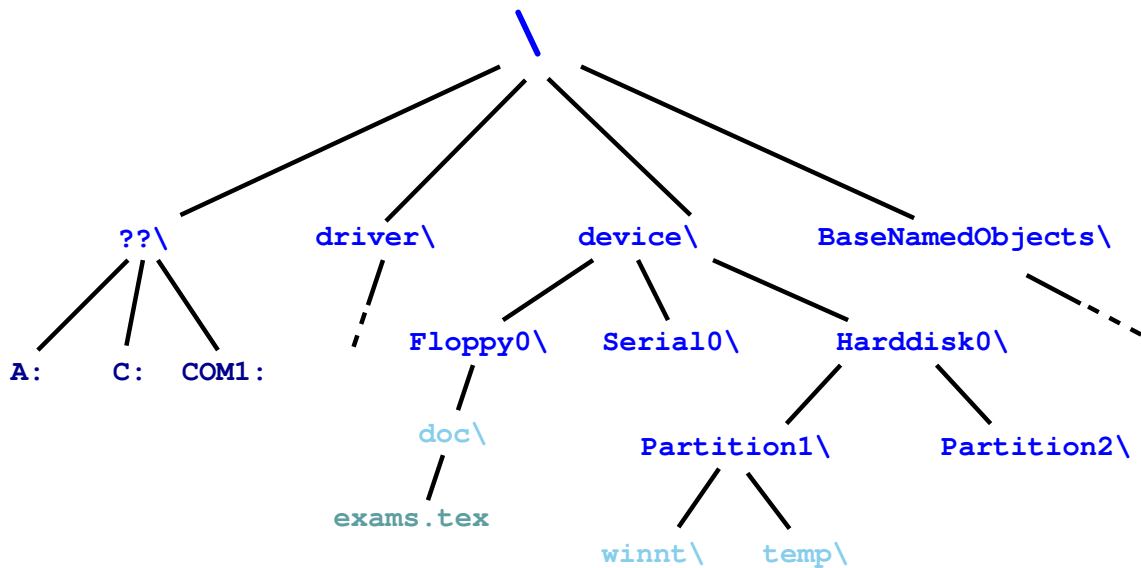 \
??\ driver\ device\ BaseNamedObjects\
Floppy0\ Serial0\ Harddisk0\
A: C: COM1:
doc\ Partition1\ Partition2\
exams.tex
winnt\ temp\